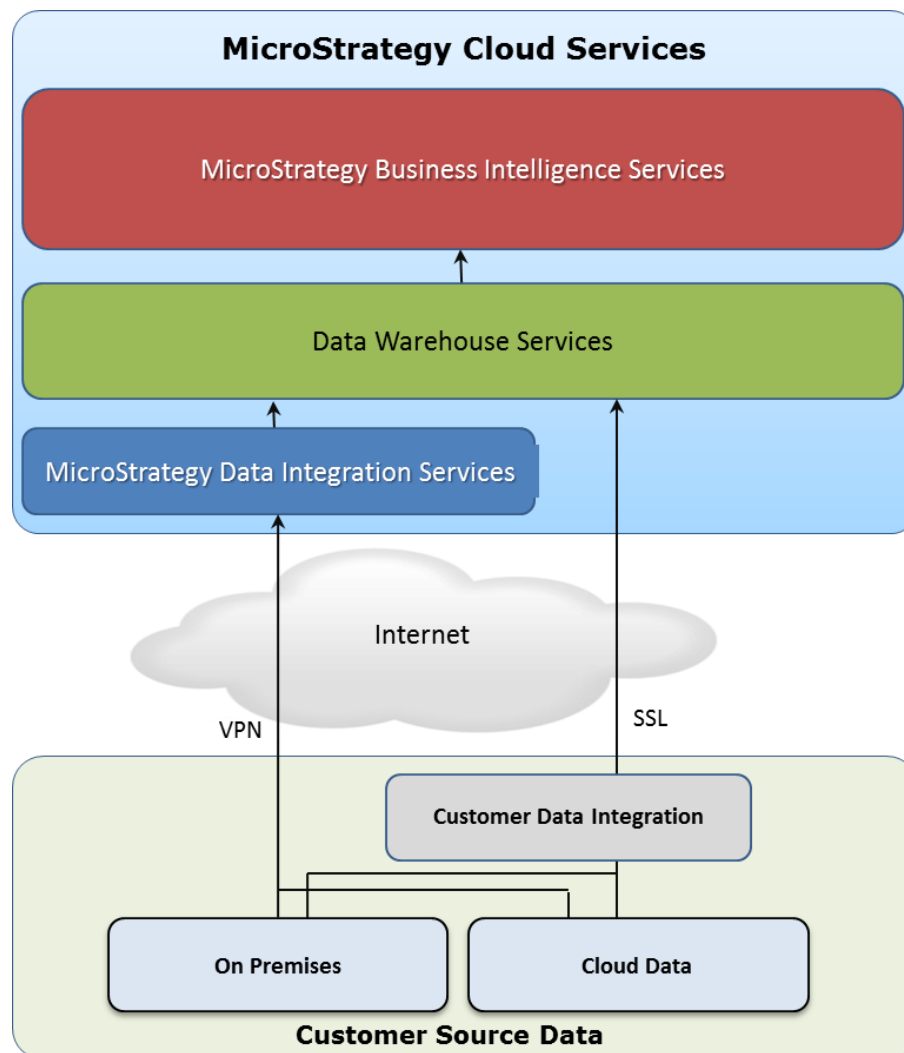 MicroStrategy Cloud Services
MicroStrategy Business Intelligence Services
Data Warehouse Services
MicroStrategy Data Integration Services
Internet
VPN
SSL
Customer Data Integration
On Premises
Cloud Data
Customer Source Data